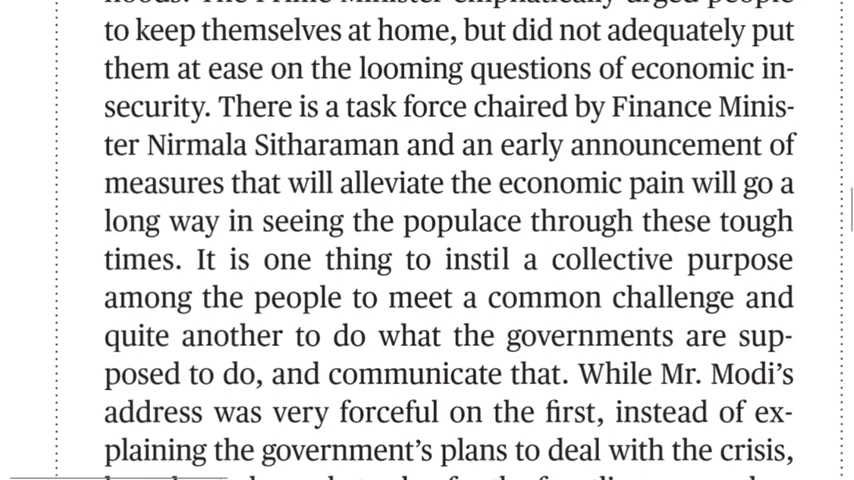 to keep themselves at home, but did not adequately put
them at ease on the looming questions of economic in-
security. There is a task force chaired by Finance Minis-
ter Nirmala Sitharaman and an early announcement of
measures that will alleviate the economic pain will go a
long way in seeing the populace through these tough
times. It is one thing to instil a collective purpose
among the people to meet a common challenge and
quite another to do what the governments are sup-
posed to do, and communicate that. While Mr. Modi’s
address was very forceful on the first, instead of ex-
plaining the government’s plans to deal with the crisis,